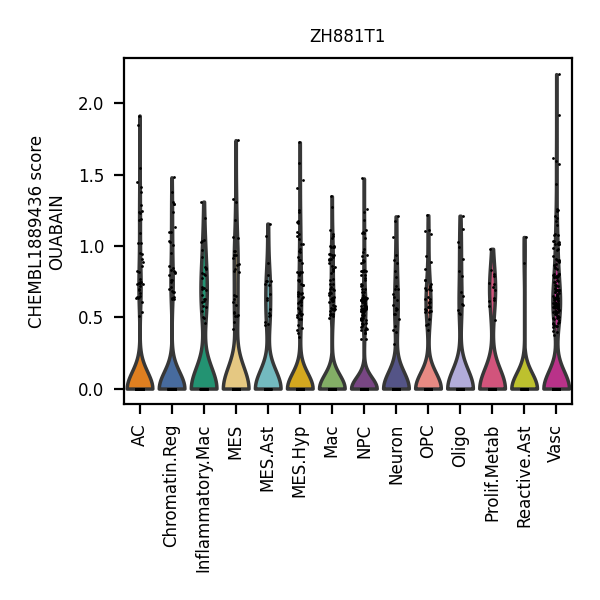 ZH881T1
CHEMBL1889436 score
OUABAIN
2.0
1.5
1.0
0.5
0.0
AC
Chromatin.Reg
Inflammatory.Mac
MES
MES.Ast
MES.Hyp
Mac
NPC
Neuron
OPC
Oligo
Prolif.Metab
Reactive.Ast
Vasc